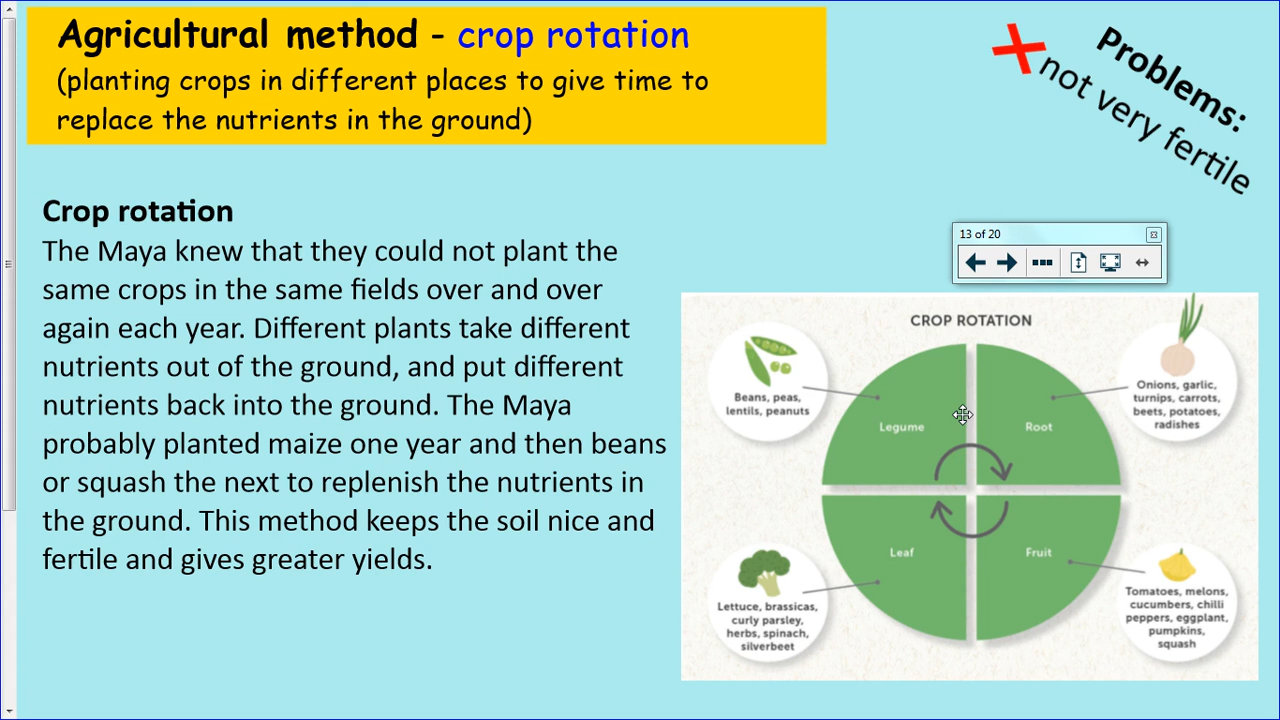 Agricultural method - crop rotation
(planting crops in different places to give time to
replace the nutrients in the ground)
Problems:
not very fertile
Crop rotation
The Maya knew that they could not plant the
same crops in the same fields over and over
again each year. Different plants take different
nutrients out of the ground, and put different
nutrients back into the ground. The Maya
probably planted maize one year and then beans
or squash the next to replenish the nutrients in
the ground. This method keeps the soil nice and
fertile and gives greater yields.
13 of 20
CROP ROTATION
Beans, peas,
lentils, peanuts
Legume
Root
Onions, garlic,
turnips, carrots,
beets, potatoes,
radishes
Leaf
Fruit
Lettuce, brassicas,
curly parsley,
herbs, spinach,
silverbeet
Tomatoes, melons,
cucumbers, chilli
peppers, eggplant,
pumpkins,
squash